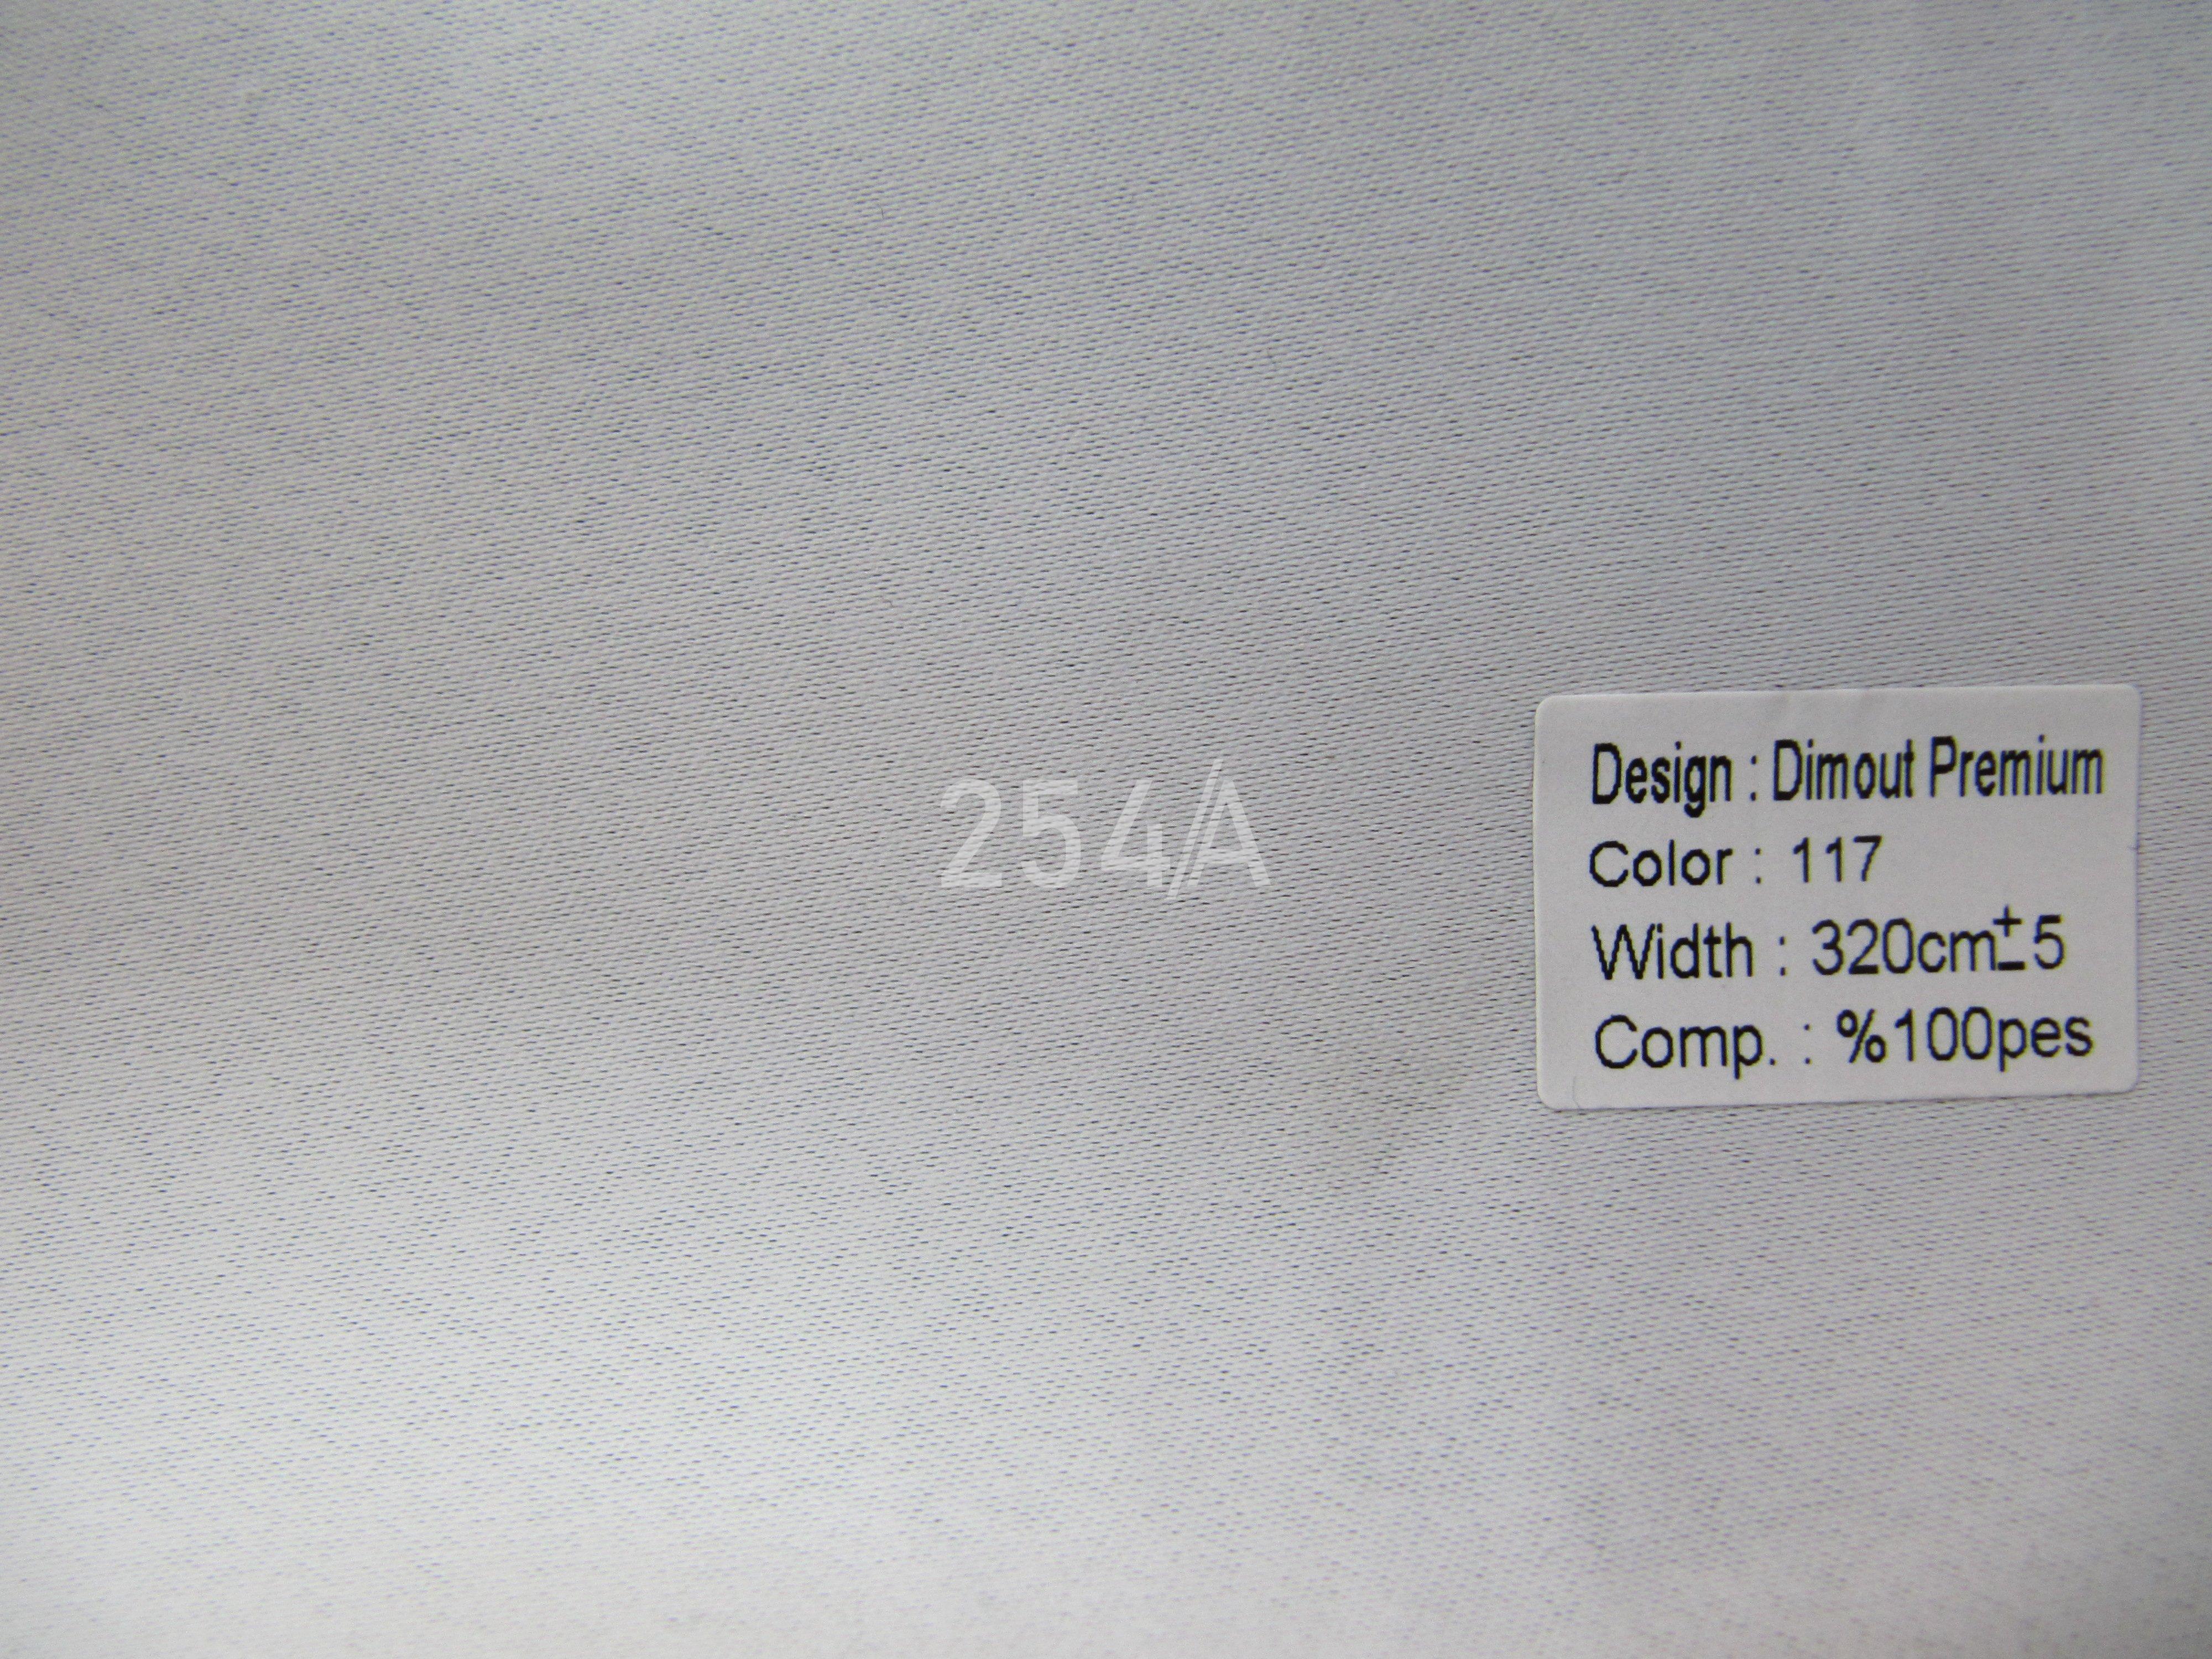 254A
Design : Dimout Premium
Color : 117
Width : 320cm±5
Comp. : %100pes